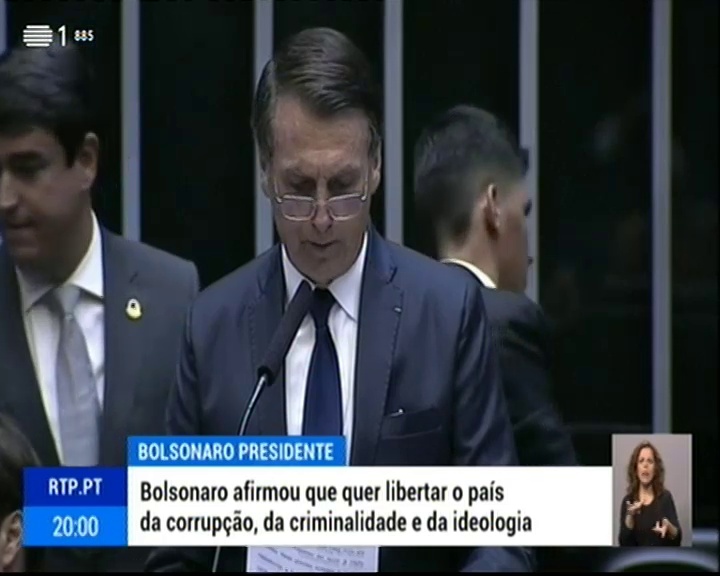 1 885
BOLSONARO PRESIDENTE
RTP.PT
20:00
Bolsonaro afirmou que quer libertar o país
da corrupção, da criminalidade e da ideologia